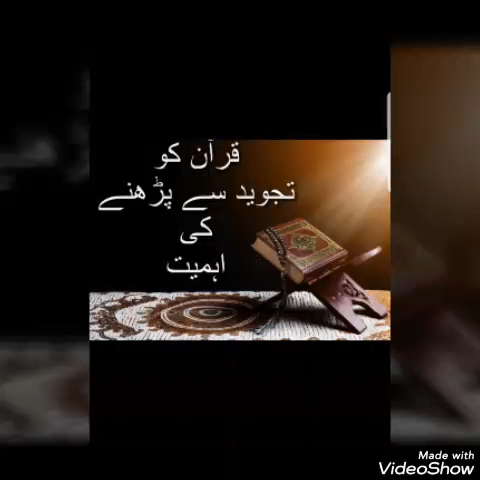 قرآن کو
تجوید سے پڑھنے
کی
اہمیت
Made with
VideoShow